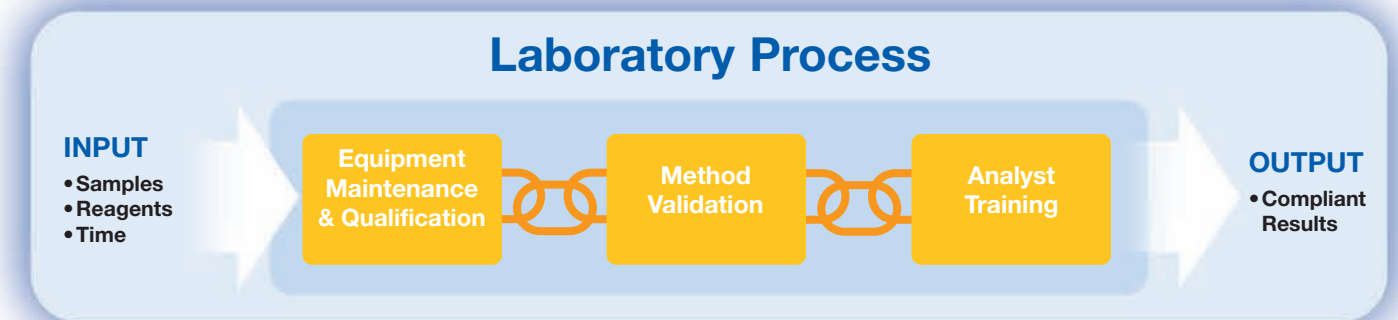 Laboratory Process
INPUT
• Samples
• Reagents
• Time
Equipment
Maintenance
& Qualification
Method
Validation
Analyst
Training
OUTPUT
• Compliant
Results